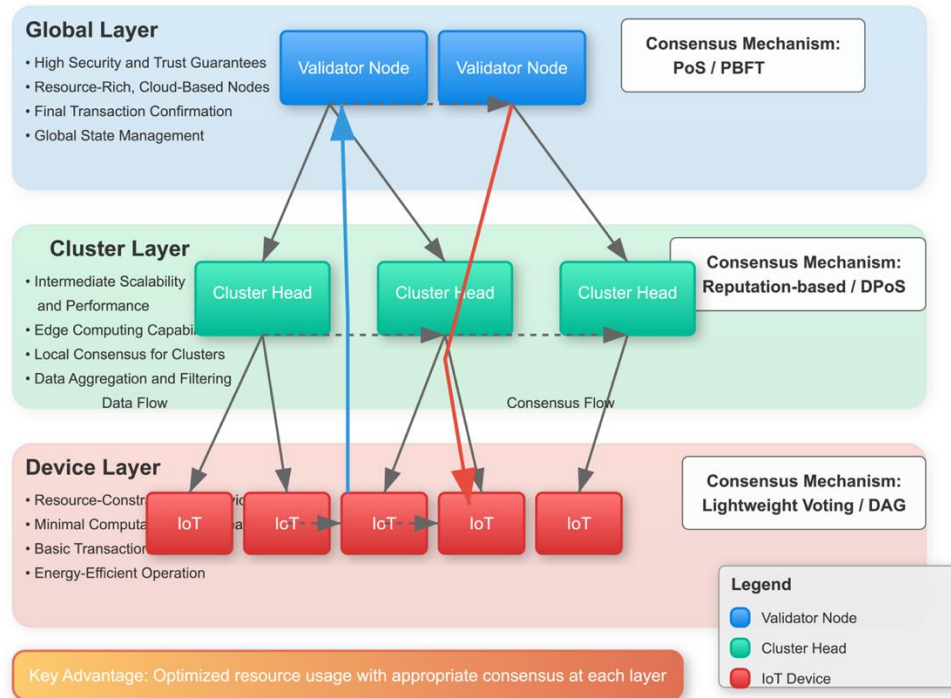 Global Layer
• High Security and Trust Guarantees
• Resource-Rich, Cloud-Based Nodes
• Final Transaction Confirmation
• Global State Management
Validator Node
Validator Node
Consensus Mechanism:
PoS / PBFT
Cluster Layer
• Intermediate Scalability
and Performance
• Edge Computing
• Local Consensus for Clusters
• Data Aggregation and Filtering
Cluster Head
Cluster Head
Cluster Head
Consensus Mechanism:
Reputation-based / DPoS
Data Flow
Consensus Flow
Device Layer
• Resource-
• Minimal
• Basic Transaction
• Energy-Efficient Operation
IoT
IoT
IoT
IoT
IoT
Consensus Mechanism:
Lightweight Voting / DAG
Legend
Validator Node
Cluster Head
IoT Device
Key Advantage: Optimized resource usage with appropriate consensus at each layer